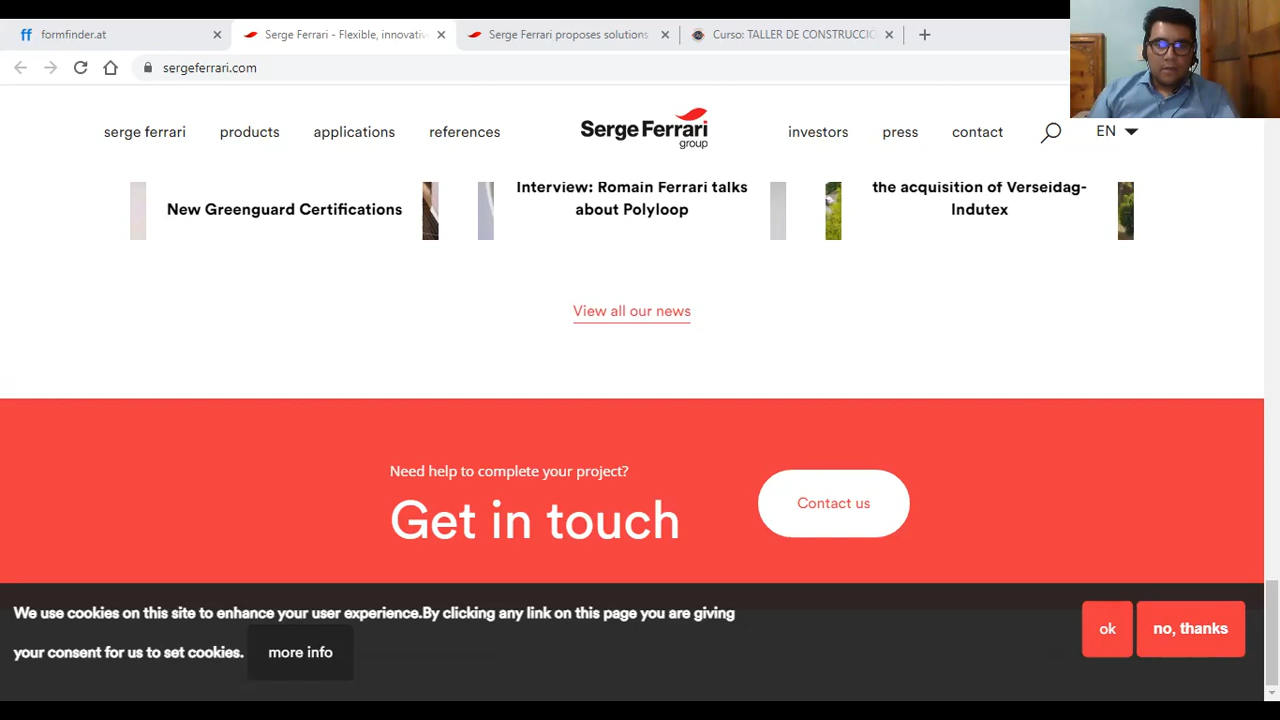 ff formfinder.at
Serge Ferrari - Flexible, innovativ
Serge Ferrari proposes solutions
Curso: TALLER DE CONSTRUCCIO
sergeferrari.com
serge ferrari
products
applications
references
Serge Ferrari
group
investors
press
contact
EN
New Greenguard Certifications
Interview: Romain Ferrari talks
about Polyloop
the acquisition of Verseidag-
Indutex
View all our news
Need help to complete your project?
Get in touch
Contact us
We use cookies on this site to enhance your user experience.By clicking any link on this page you are giving
your consent for us to set cookies.
more info
ok
no, thanks